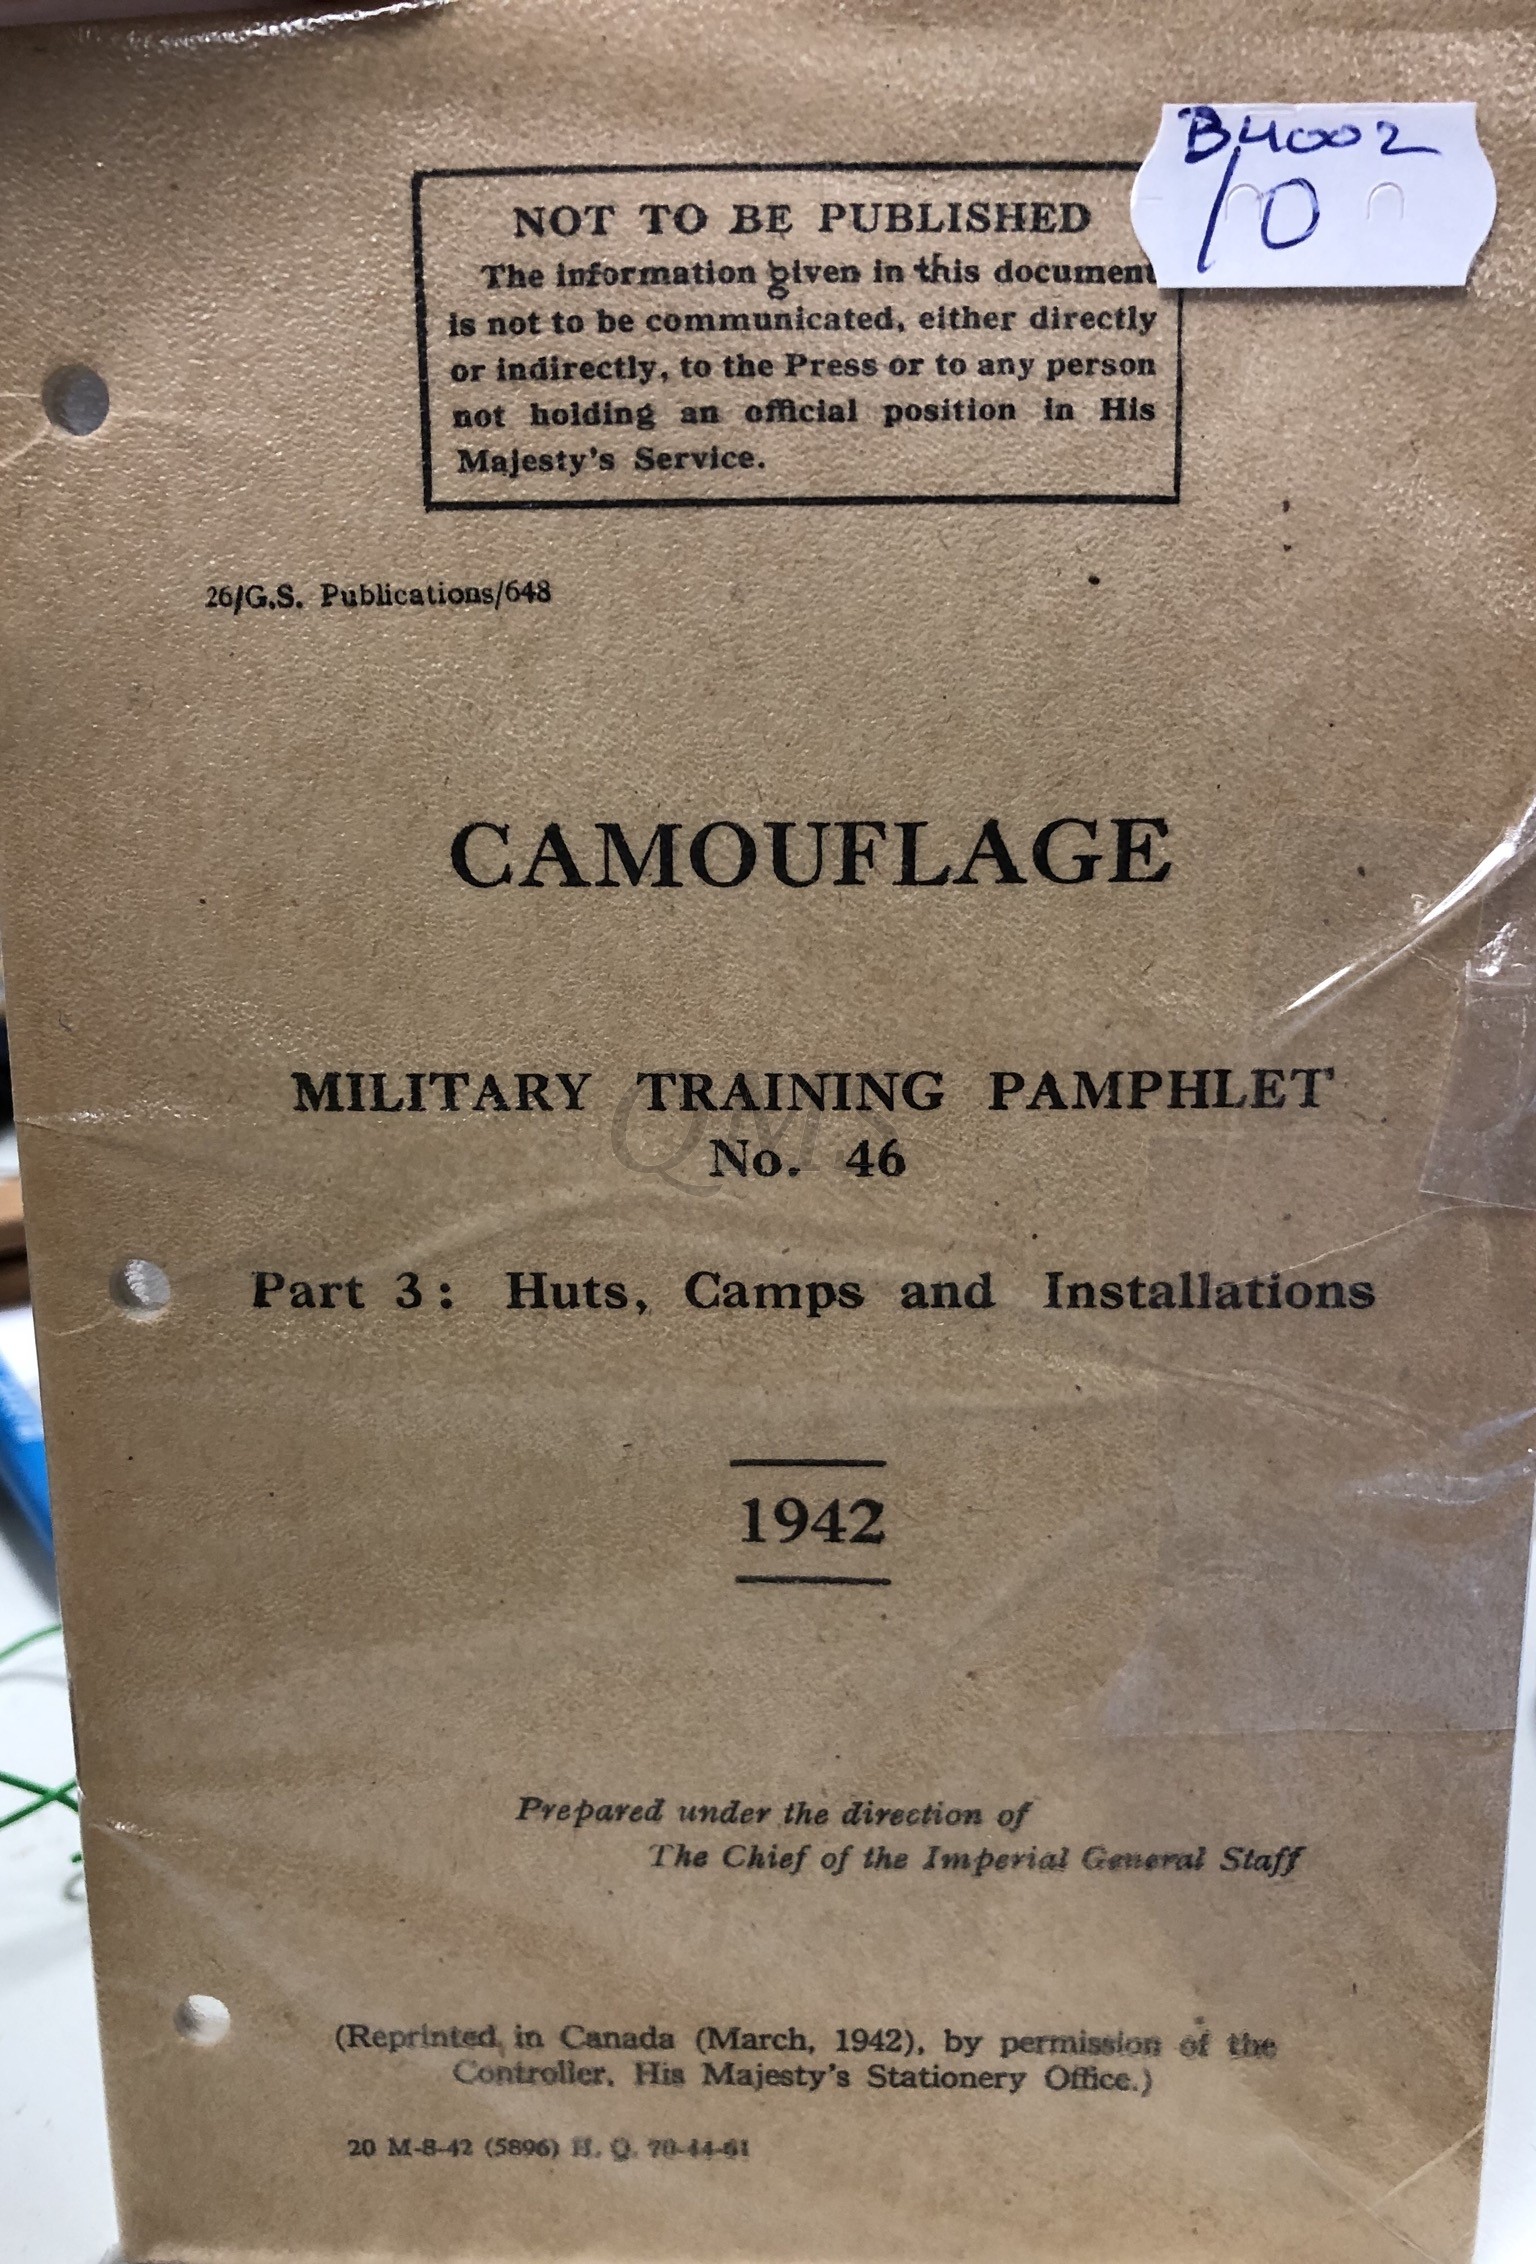 B4002
10
NOT TO BE PUBLISHED
The information given in this document
is not to be communicated, either directly
or indirectly, to the Press or to any person
not holding an official position in His
Majesty's Service.
26/G.S. Publications/648
CAMOUFLAGE
MILITARY TRAINING PAMPHLET
No. 46
QMS
Part 3: Huts, Camps and Installations
1942
Prepared under the direction of
The Chief of the Imperial General Staff
(Reprinted in Canada (March, 1942), by permission of the
Controller. His Majesty's Stationery Office.)
20 M-8-42 (5896) H. Q. 70-44-61